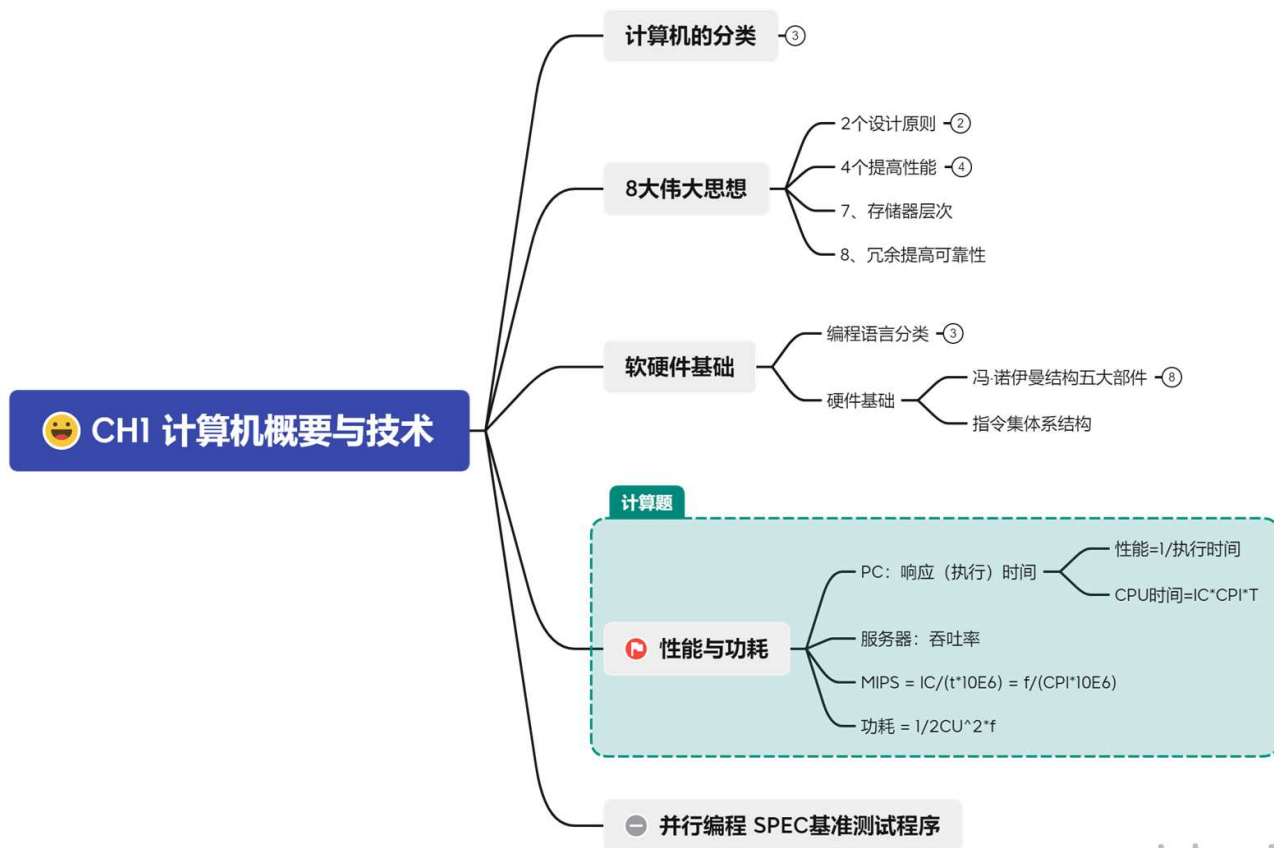 计算机的分类 3
2个设计原则 2
4个提高性能 4
8大伟大思想
7、存储器层次
8、冗余提高可靠性
编程语言分类 3
软硬件基础
冯·诺伊曼结构五大部件 8
硬件基础
指令集体系结构
CH1 计算机概要与技术
计算题
性能=1/执行时间
PC：响应（执行）时间
CPU时间=IC*CPI*T
服务器：吞吐率
性能与功耗
MIPS = IC/(t*10E6) = f/(CPI*10E6)
功耗 = 1/2CU^2*f
并行编程 SPEC基准测试程序